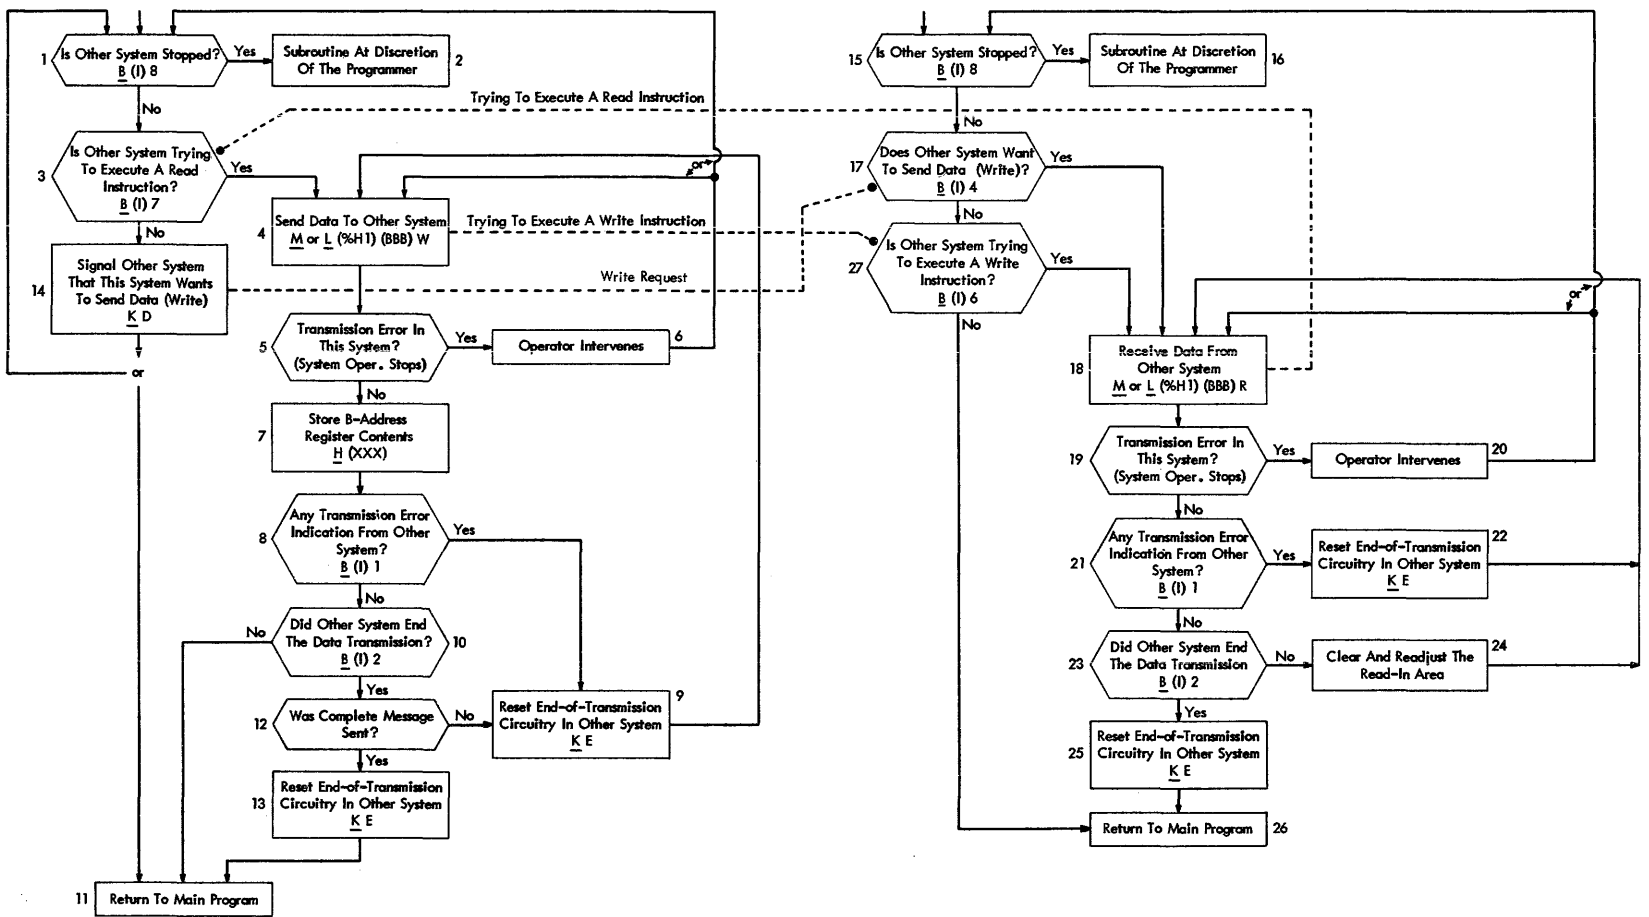 1
Is Other System Stopped?
B (I) 8
Yes
Subroutine At Discretion
Of The Programmer
2
No
Trying To Execute A Read Instruction
3
Is Other System Trying
To Execute A Read
Instruction?
B (I) 7
Yes
or
No
4
Send Data To Other System
M or L (%H1) (BBB) W
Trying To Execute A Write Instruction
14
Signal Other System
That This System Wants
To Send Data (Write)
K D
Write Request
or
5
Transmission Error In
This System?
(System Oper. Stops)
Yes
Operator Intervenes
6
No
7
Store B-Address
Register Contents
H (XXX)
8
Any Transmission Error
Indication From Other
System?
B (I) 1
Yes
No
Did Other System End
The Data Transmission?
B (I) 2
10
No
Yes
12
Was Complete Message
Sent?
No
Reset End-of-Transmission
Circuitry In Other System
K E
9
Yes
13
Reset End-of-Transmission
Circuitry In Other System
K E
11
Return To Main Program
15
Is Other System Stopped?
B (I) 8
Yes
Subroutine At Discretion
Of The Programmer
16
No
17
Does Other System Want
To Send Data (Write)?
B (I) 4
Yes
No
27
Is Other System Trying
To Execute A Write
Instruction?
B (I) 6
Yes
No
or
18
Receive Data From
Other System
M or L (%H1) (BBB) R
19
Transmission Error In
This System?
(System Oper. Stops)
Yes
Operator Intervenes
20
No
21
Any Transmission Error
Indication From Other
System?
B (I) 1
Yes
Reset End-of-Transmission
Circuitry In Other System
K E
22
No
23
Did Other System End
The Data Transmission
B (I) 2
No
Clear And Readjust The
Read-In Area
24
Yes
25
Reset End-of-Transmission
Circuitry In Other System
K E
Return To Main Program
26